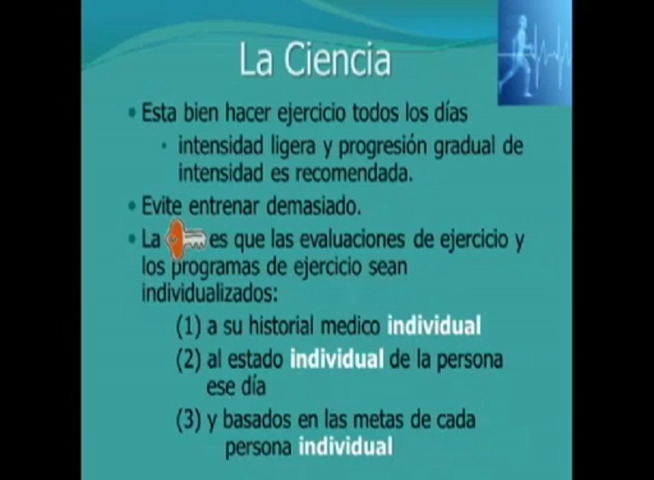 La Ciencia
Esta bien hacer ejercicio todos los días
intensidad ligera y progresión gradual de
intensidad es recomendada.
Evite entrenar demasiado.
La es que las evaluaciones de ejercicio y
los programas de ejercicio sean
individualizados:
(1) a su historial medico individual
(2) al estado individual de la persona
ese día
(3) y basados en las metas de cada
persona individual